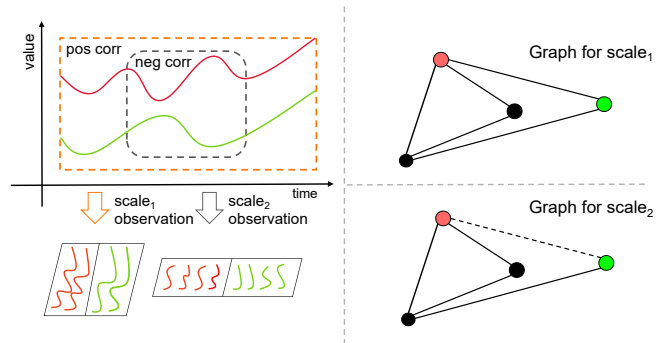 value
pos corr
neg corr
time
scale₁
observation
scale₂
observation
Graph for scale₁
Graph for scale₂